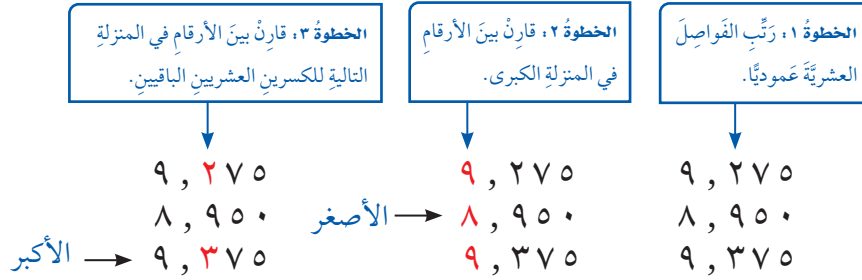 الخطوةُ ١: رَتِّبِ الفَواصِلَ
العشريَّةَ عَموديًّا.
٩,٢٧٥
٨,٩٥٠
٩,٣٧٥
الخطوةُ ٢: قارِنْ بينَ الأرقامِ
في المنزلةِ الكبرى.
٩,٢٧٥
الأصغر → ٨,٩٥٠
٩,٣٧٥
الخطوةُ ٣: قارِنْ بينَ الأرقامِ في المنزلةِ
التاليةِ للكسرينِ العشريينِ الباقيينِ.
٩,٢٧٥
٨,٩٥٠
الأكبر → ٩,٣٧٥